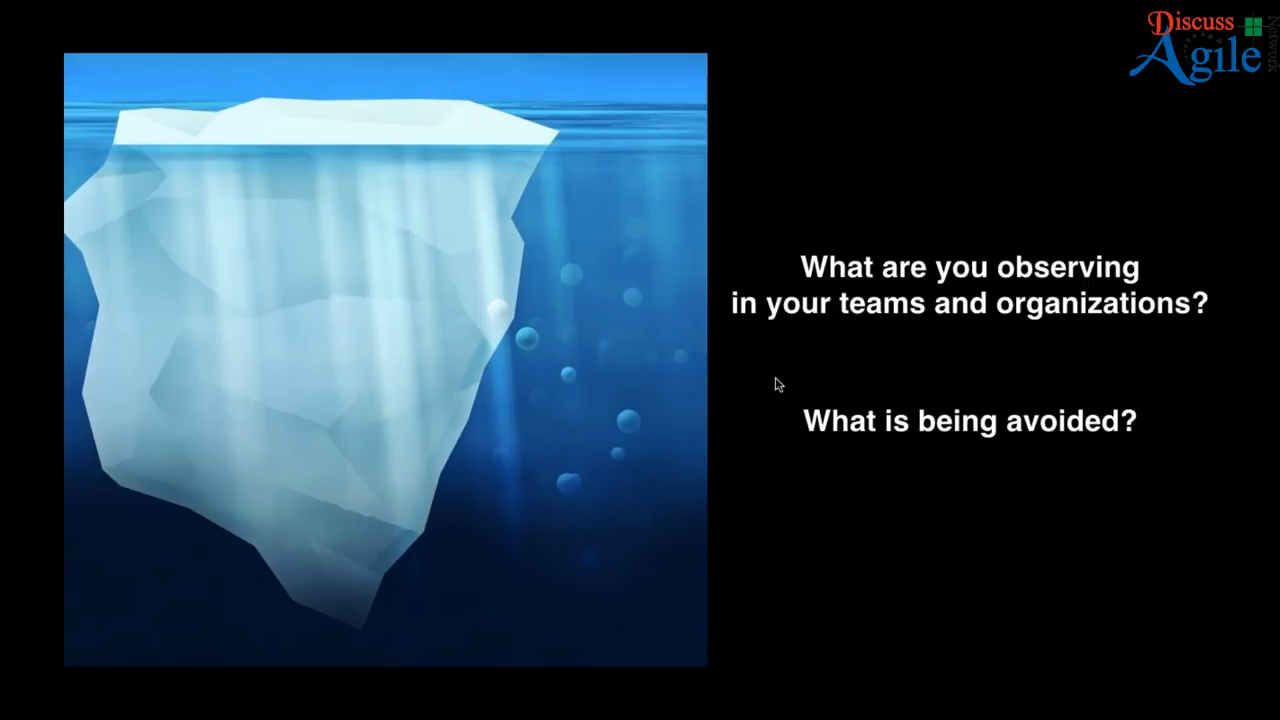 Discuss
Agile
Network
What are you observing
in your teams and organizations?
What is being avoided?